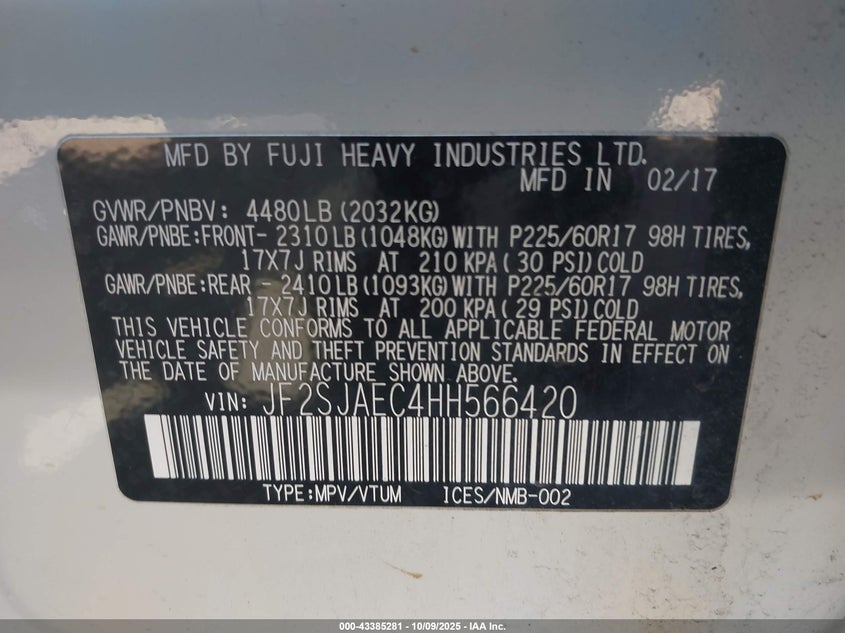 MFD BY FUJI HEAVY INDUSTRIES LTD.
MFD IN 02/17
GVWR/PNBV: 4480LB(2032KG)
GAWR/PNBE:FRONT- 2310LB(1048KG)WITH P225/60R17 98H TIRES,
17X7J RIMS AT 210 KPA(30 PSI)COLD
GAWR/PNBE:REAR - 2410LB(1093KG)WITH P225/60R17 98H TIRES,
17X7J RIMS AT 200 KPA(29 PSI)COLD
THIS VEHICLE CONFORMS TO ALL APPLICABLE FEDERAL MOTOR
VEHICLE SAFETY AND THEFT PREVENTION STANDARDS IN EFFECT ON
THE DATE OF MANUFACTURE SHOWN ABOVE.
VIN: JF2SJAEC4HH566420
TYPE:MPV/VTUM ICES/NMB-002
000-43385281 - 10/09/2025 - IAA Inc.